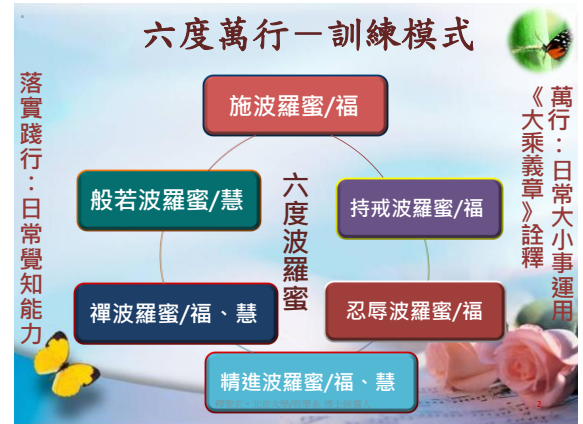 六度萬行－訓練模式
落實踐行：日常覺知能力
萬行：日常大小事運用
《大乘義章》詮釋
六度波羅蜜
施波羅蜜/福
持戒波羅蜜/福
忍辱波羅蜜/福
精進波羅蜜/福、慧
禪波羅蜜/福、慧
般若波羅蜜/慧
2